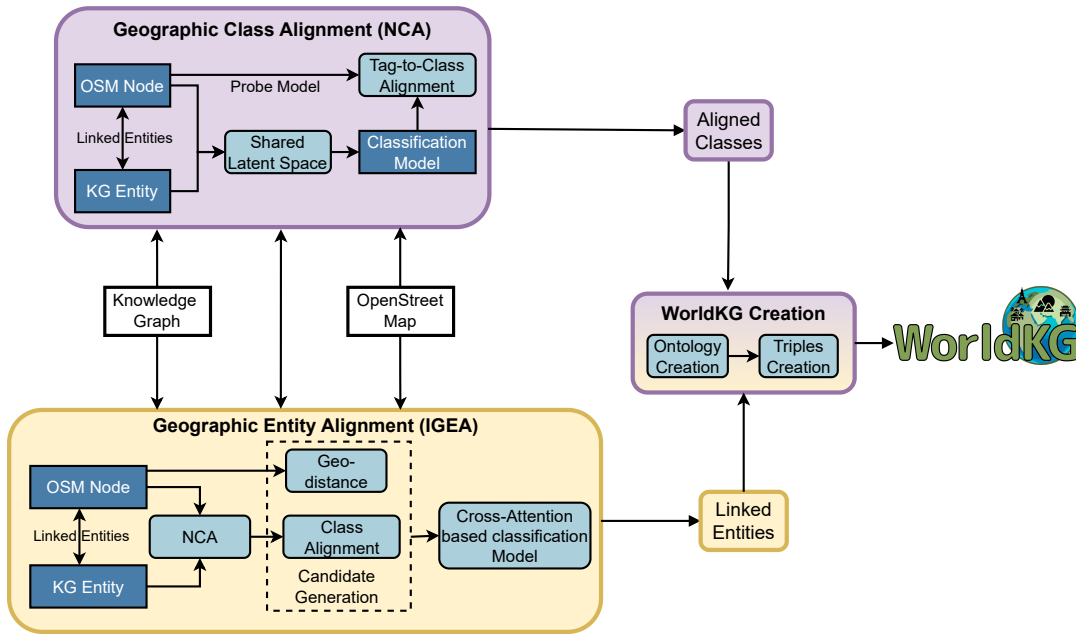 Geographic Class Alignment (NCA)
OSM Node
Probe Model
Tag-to-Class
Alignment
Linked Entities
Shared
Latent Space
Classification
Model
KG Entity
Aligned
Classes
Knowledge
Graph
OpenStreet
Map
WorldKG Creation
Ontology
Creation
Triples
Creation
WorldKG
Geographic Entity Alignment (IGEA)
OSM Node
Geo-
distance
Linked Entities
NCA
Class
Alignment
Cross-Attention
based classification
Model
KG Entity
Candidate
Generation
Linked
Entities